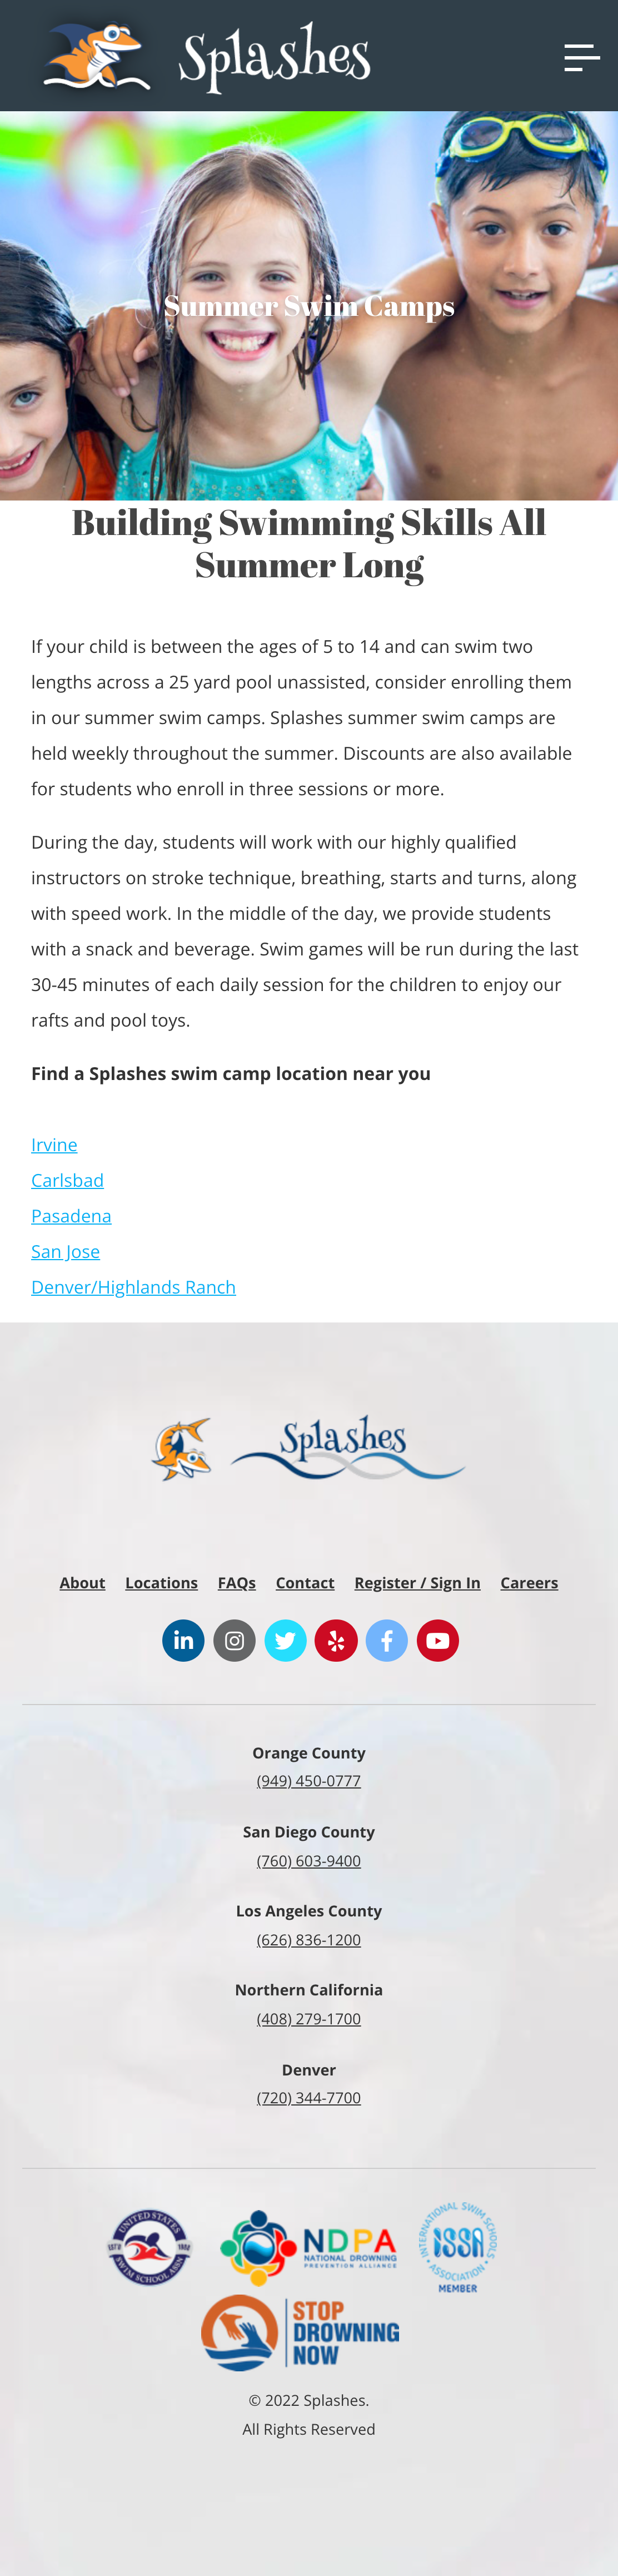 Splashes
Summer Swim Camps
Building Swimming Skills All
Summer Long
If your child is between the ages of 5 to 14 and can swim two
lengths across a 25 yard pool unassisted, consider enrolling them
in our summer swim camps. Splashes summer swim camps are
held weekly throughout the summer. Discounts are also available
for students who enroll in three sessions or more.
During the day, students will work with our highly qualified
instructors on stroke technique, breathing, starts and turns, along
with speed work. In the middle of the day, we provide students
with a snack and beverage. Swim games will be run during the last
30-45 minutes of each daily session for the children to enjoy our
rafts and pool toys.
Find a Splashes swim camp location near you
Irvine
Carlsbad
Pasadena
San Jose
Denver/Highlands Ranch
Splashes
About Locations FAQs Contact Register / Sign In Careers
Orange County
(949) 450-0777
San Diego County
(760) 603-9400
Los Angeles County
(626) 836-1200
Northern California
(408) 279-1700
Denver
(720) 344-7700
UNITED STATES
SWIM SCHOOL ASSN
NDPA
NATIONAL DROWNING
PREVENTION ALLIANCE
INTERNATIONAL SWIM SCHOOLS
ASSOCIATION
ISSA
MEMBER
STOP
DROWNING
NOW
© 2022 Splashes.
All Rights Reserved